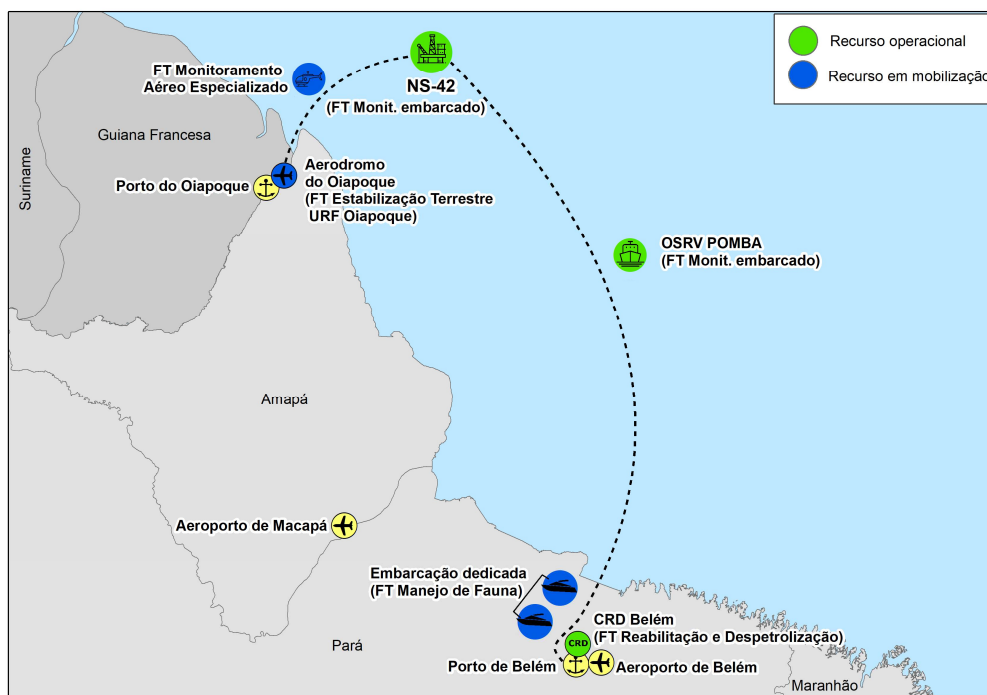 Recurso operacional
Recurso em mobilização
FT Monitoramento
Aéreo Especializado
NS-42
(FT Monit. embarcado)
Guiana Francesa
Suriname
Porto do Oiapoque
Aerodromo
do Oiapoque
(FT Estabilização Terrestre
URF Oiapoque)
OSRV POMBA
(FT Monit. embarcado)
Amapá
Aeroporto de Macapá
Embarcação dedicada
(FT Manejo de Fauna)
CRD Belém
(FT Reabilitação e Despetrolização)
CRD
Pará
Porto de Belém
Aeroporto de Belém
Maranhão